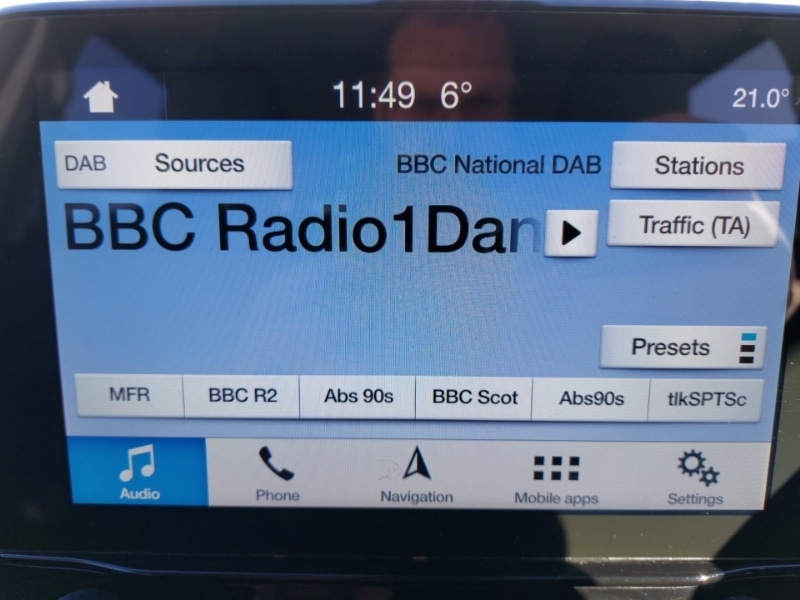 11:49 6° 21.0°
DAB Sources BBC National DAB Stations
BBC Radio1Dan Traffic (TA)
Presets
MFR BBC R2 Abs 90s BBC Scot Abs90s tlkSPTSc
Audio Phone Navigation Mobile apps Settings